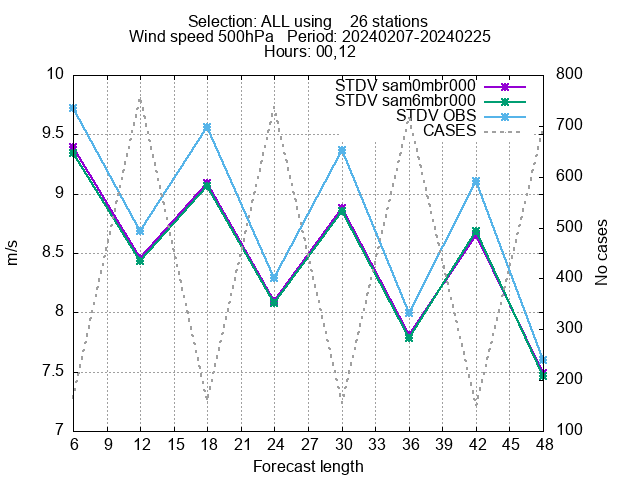 Selection: ALL using    26 stations
Wind speed 500hPa   Period: 20240207-20240225
Hours: 00,12
10
9.5
9
8.5
8
7.5
7
m/s
800
700
600
500
400
300
200
100
No cases
STDV sam0mbr000
STDV sam6mbr000
STDV OBS
CASES
6 9 12 15 18 21 24 27 30 33 36 39 42 45 48
Forecast length